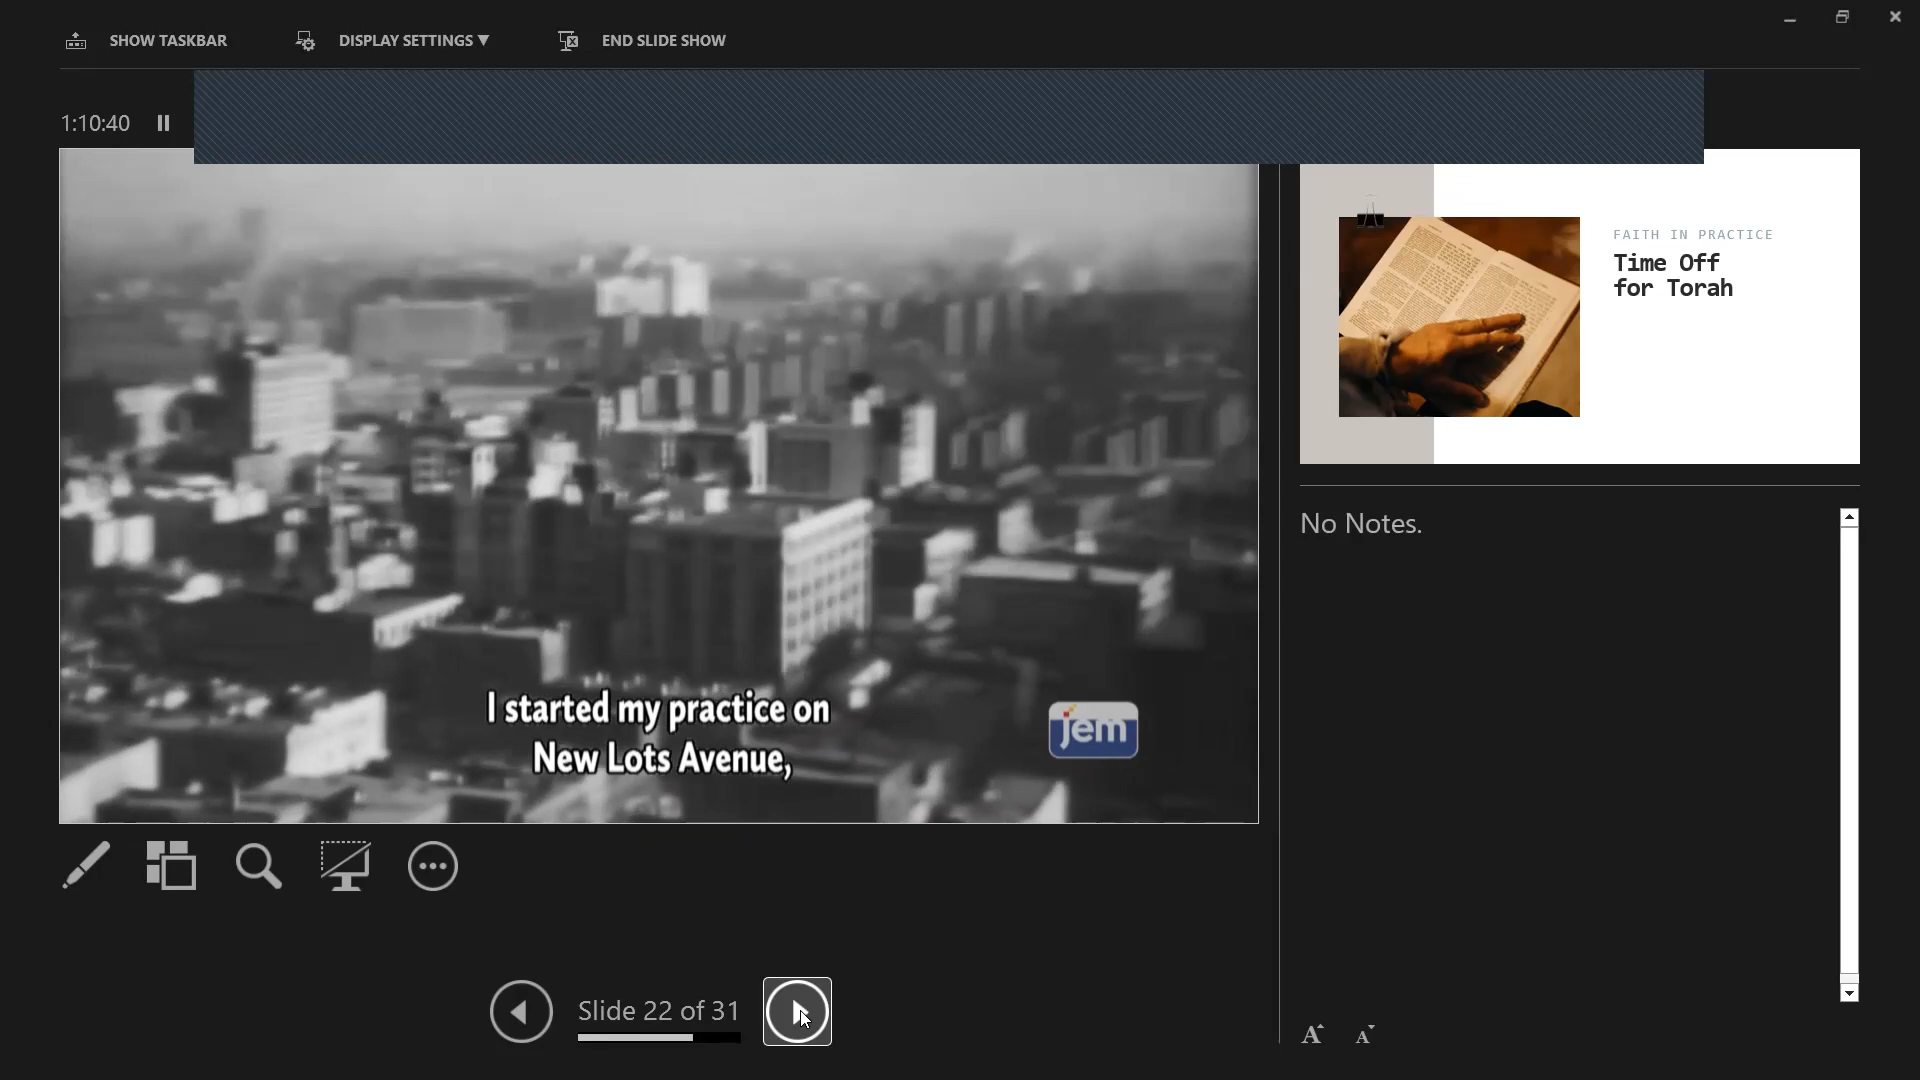 SHOW TASKBAR
DISPLAY SETTINGS ▼
END SLIDE SHOW
1:10:40
I started my practice on
New Lots Avenue,
jem
Slide 22 of 31
FAITH IN PRACTICE
Time Off
for Torah
No Notes.
A
A